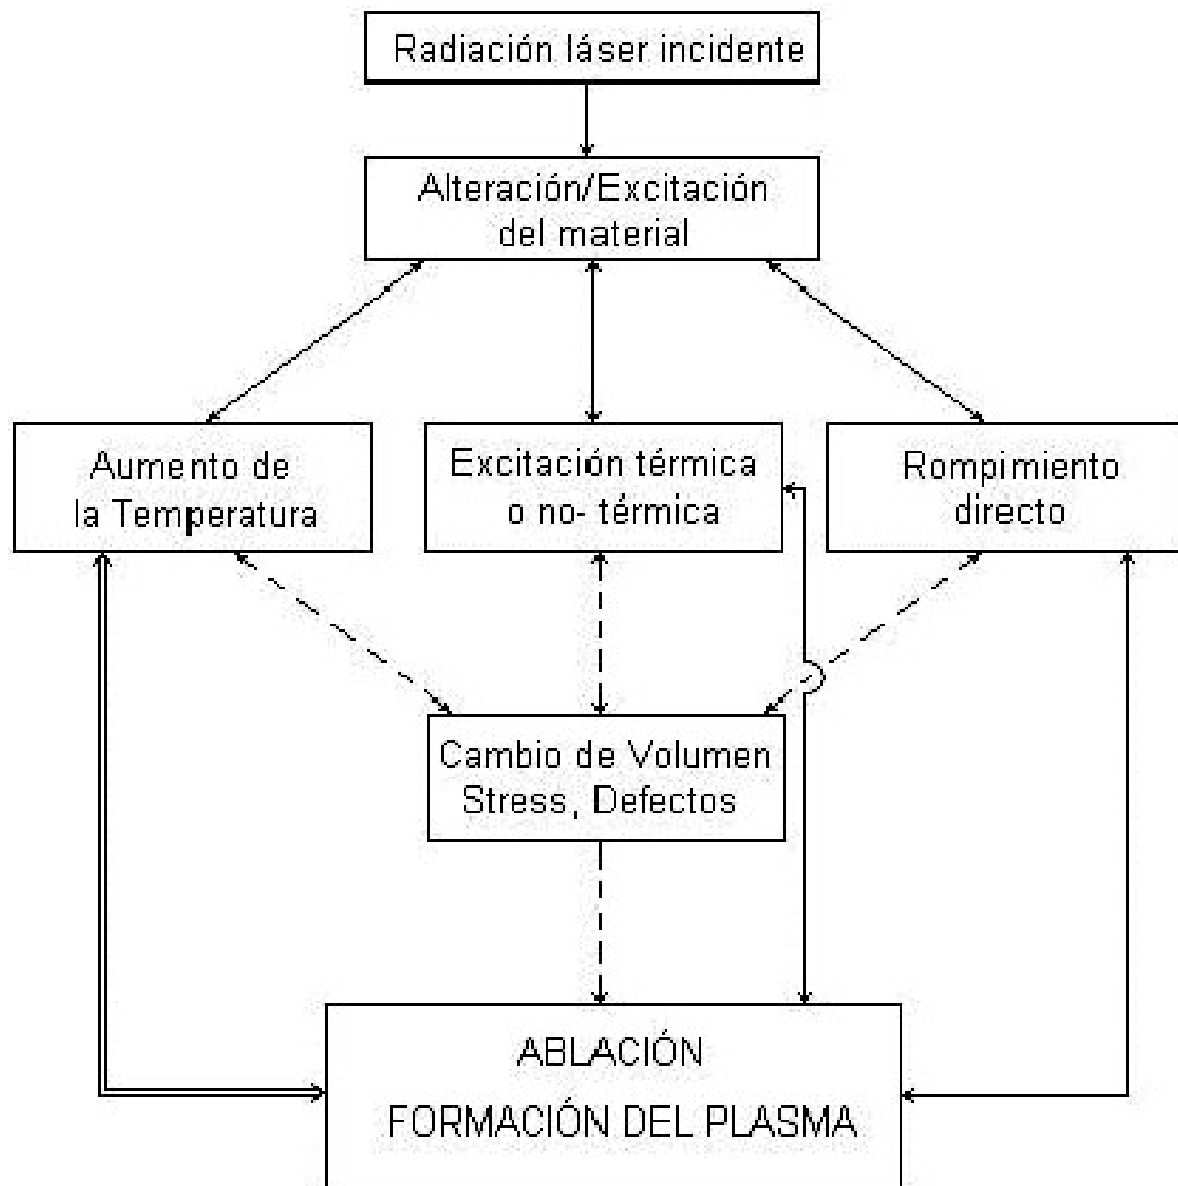 Radiación láser incidente
Alteración/Excitación
del material
Aumento de
la Temperatura
Excitación térmica
o no- térmica
Rompimiento
directo
Cambio de Volumen
Stress, Defectos
ABLACIÓN
FORMACIÓN DEL PLASMA